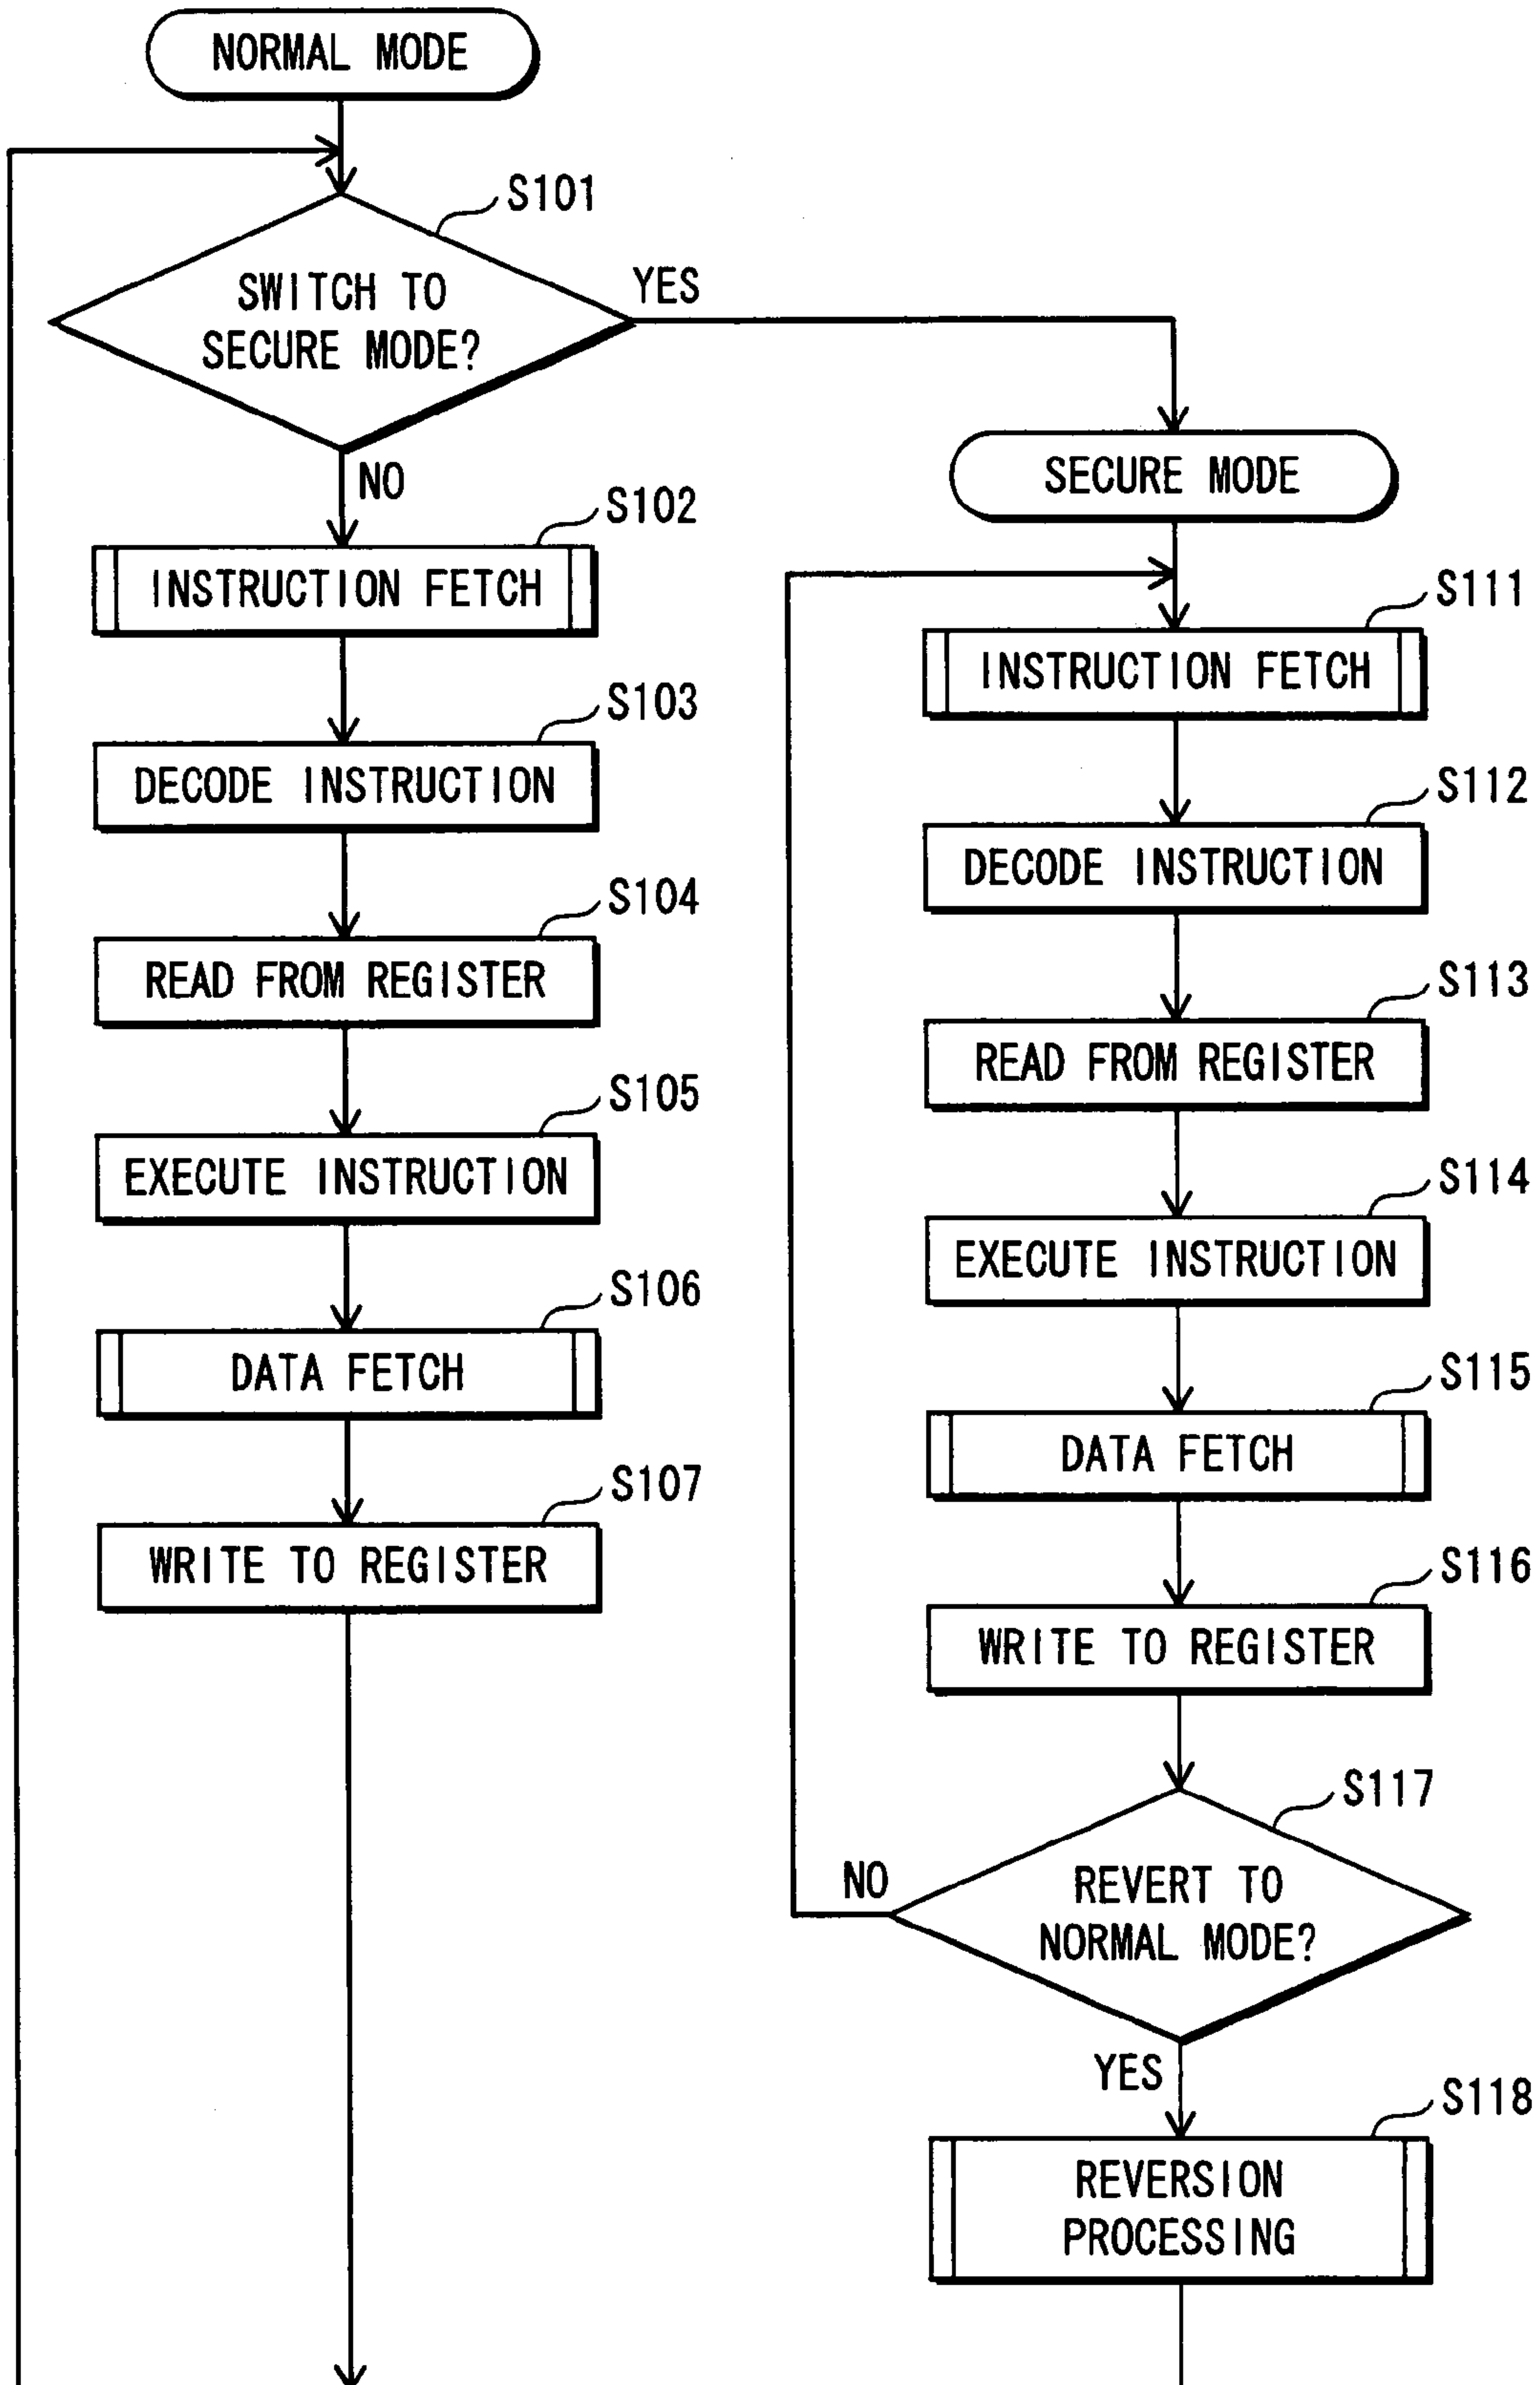 NORMAL MODE
S101
SWITCH TO
SECURE MODE?
YES
NO
S102
INSTRUCTION FETCH
S103
DECODE INSTRUCTION
S104
READ FROM REGISTER
S105
EXECUTE INSTRUCTION
S106
DATA FETCH
S107
WRITE TO REGISTER
SECURE MODE
S111
INSTRUCTION FETCH
S112
DECODE INSTRUCTION
S113
READ FROM REGISTER
S114
EXECUTE INSTRUCTION
S115
DATA FETCH
S116
WRITE TO REGISTER
S117
REVERT TO
NORMAL MODE?
NO
YES
S118
REVERSION
PROCESSING